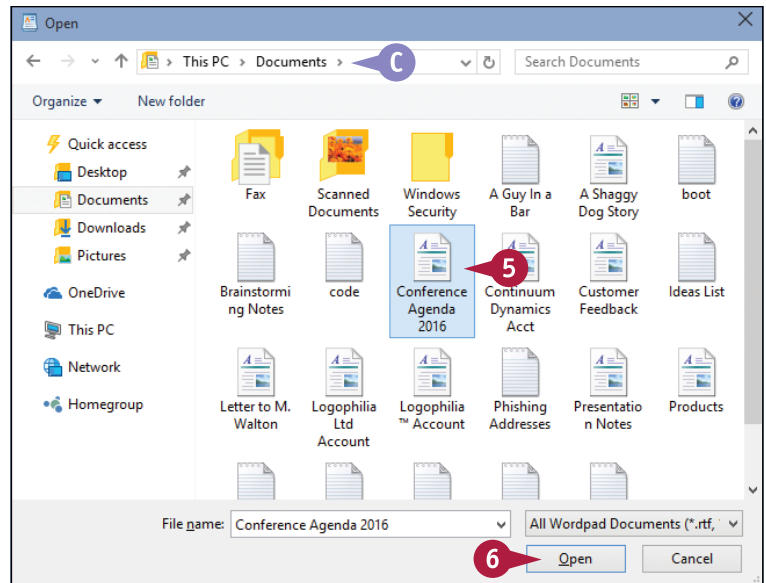 Open
This PC > Documents >
C
Search Documents
Organize
New folder
Quick access
Desktop
Documents
Downloads
Pictures
OneDrive
This PC
Network
Homegroup
Fax
Scanned
Documents
Windows
Security
A Guy In a
Bar
A Shaggy
Dog Story
boot
Brainstormi
ng Notes
code
Conference
Agenda
2016
5
Continuum
Dynamics
Acct
Customer
Feedback
Ideas List
Letter to M.
Walton
Logophilia
Ltd
Account
Logophilia
™ Account
Phishing
Addresses
Presentatio
n Notes
Products
File name: Conference Agenda 2016
All Wordpad Documents (*.rtf,
6
Open
Cancel